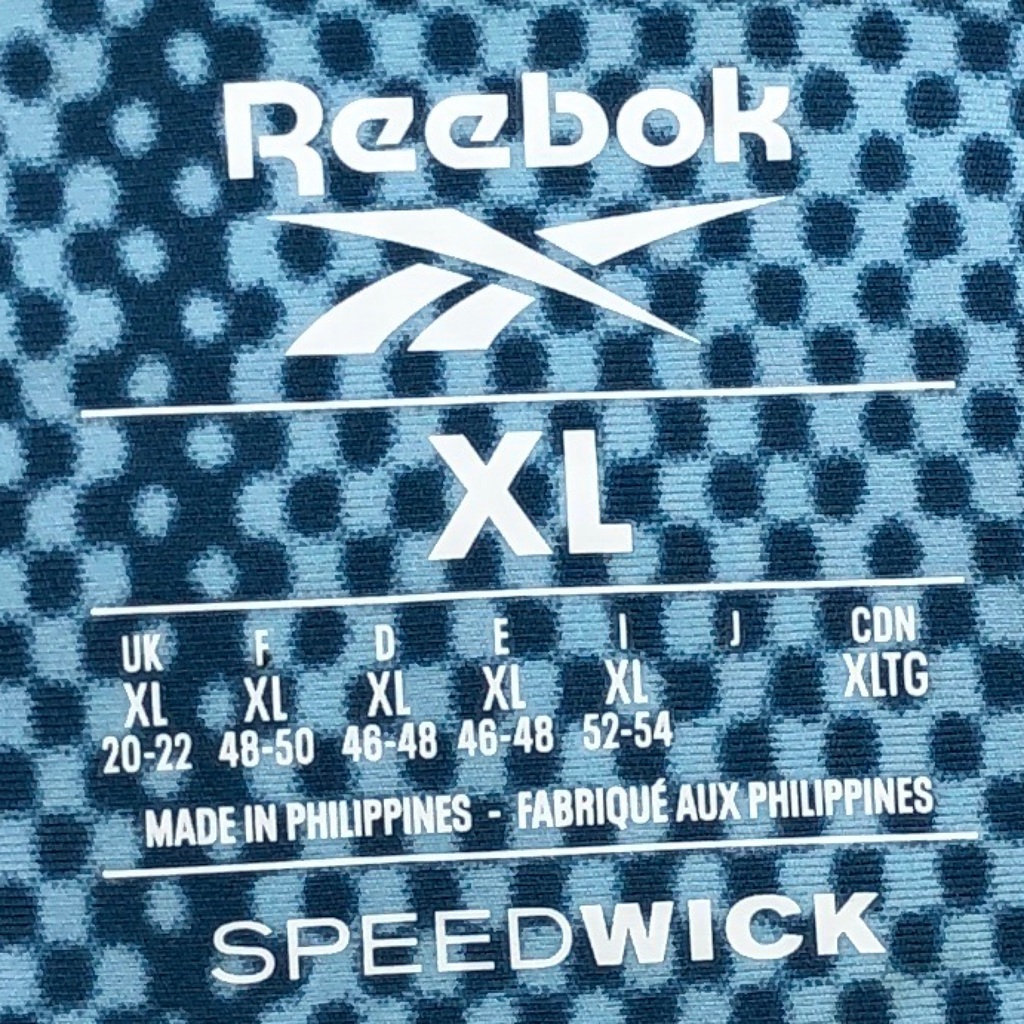 Reebok
XL
UK F D E I J CDN
XL XL XL XL XL XLTG
20-22 48-50 46-48 46-48 52-54
MADE IN PHILIPPINES - FABRIQUÉ AUX PHILIPPINES
SPEEDWICK